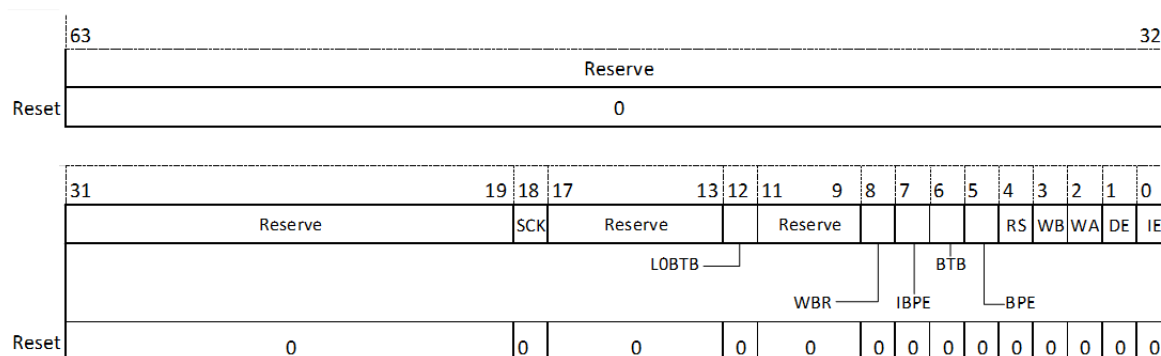 63 32
Reserve
Reset 0
31 19 18 17 13 12 11 9 8 7 6 5 4 3 2 1 0
Reserve SCK Reserve Reserve RS WB WA DE IE
L0BTB BTB
WBR IBPE BPE
Reset 0 0 0 0 0 0 0 0 0 0 0 0 0 0